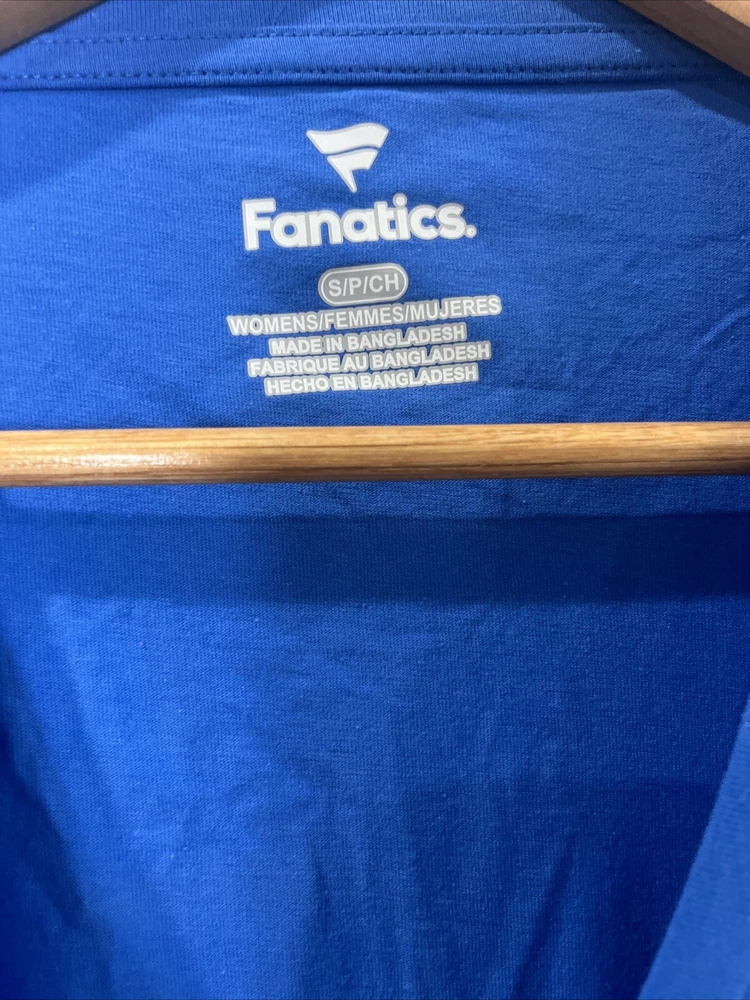 Fanatics.
S/P/CH
WOMENS/FEMMES/MUJERES
MADE IN BANGLADESH
FABRIQUE AU BANGLADESH
HECHO EN BANGLADESH